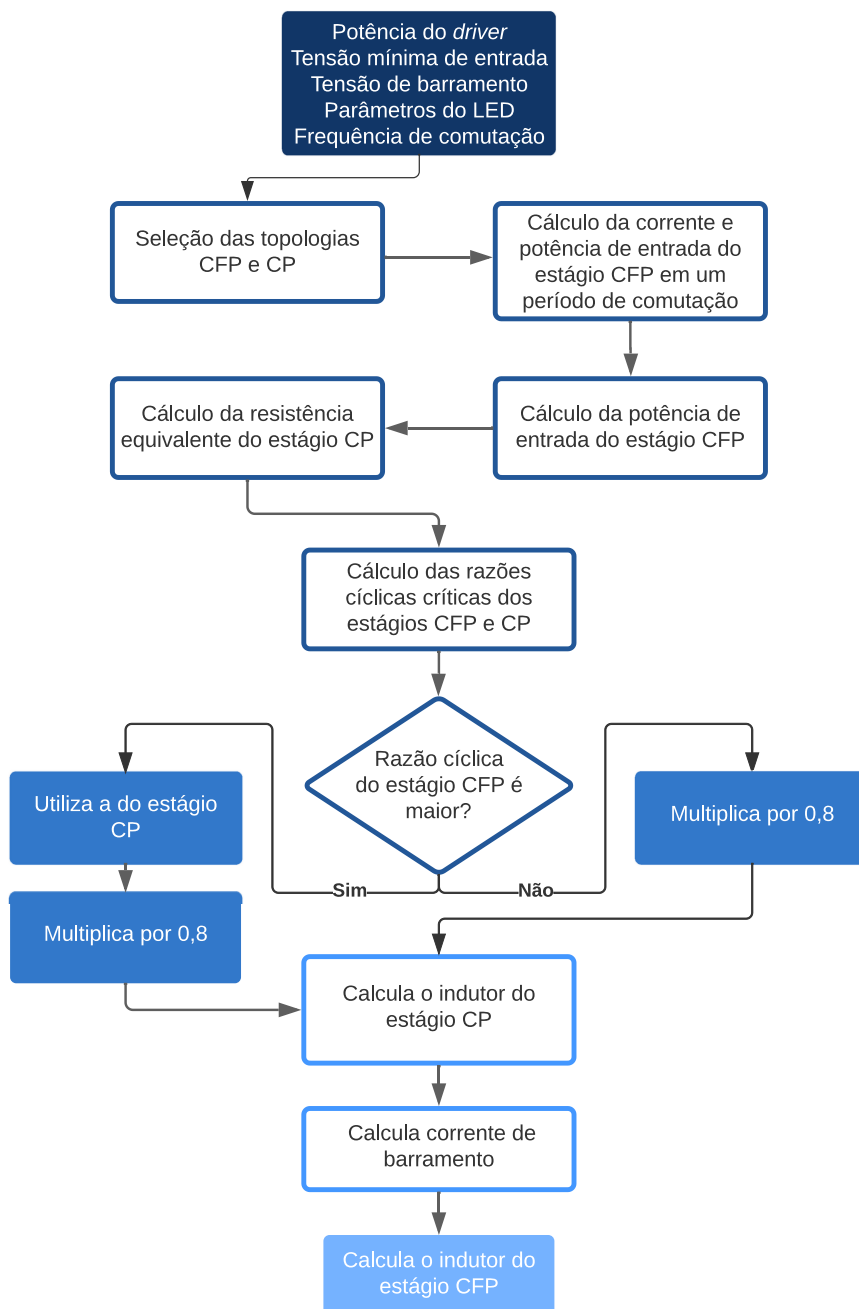 Potência do driver
Tensão mínima de entrada
Tensão de barramento
Parâmetros do LED
Frequência de comutação
Seleção das topologias
CFP e CP
Cálculo da corrente e
potência de entrada do
estágio CFP em um
período de comutação
Cálculo da resistência
equivalente do estágio CP
Cálculo da potência de
entrada do estágio CFP
Cálculo das razões
cíclicas críticas dos
estágios CFP e CP
Razão cíclica
do estágio CFP é
maior?
Utiliza a do estágio
CP
Multiplica por 0,8
Sim
Não
Multiplica por 0,8
Calcula o indutor do
estágio CP
Calcula corrente de
barramento
Calcula o indutor do
estágio CFP